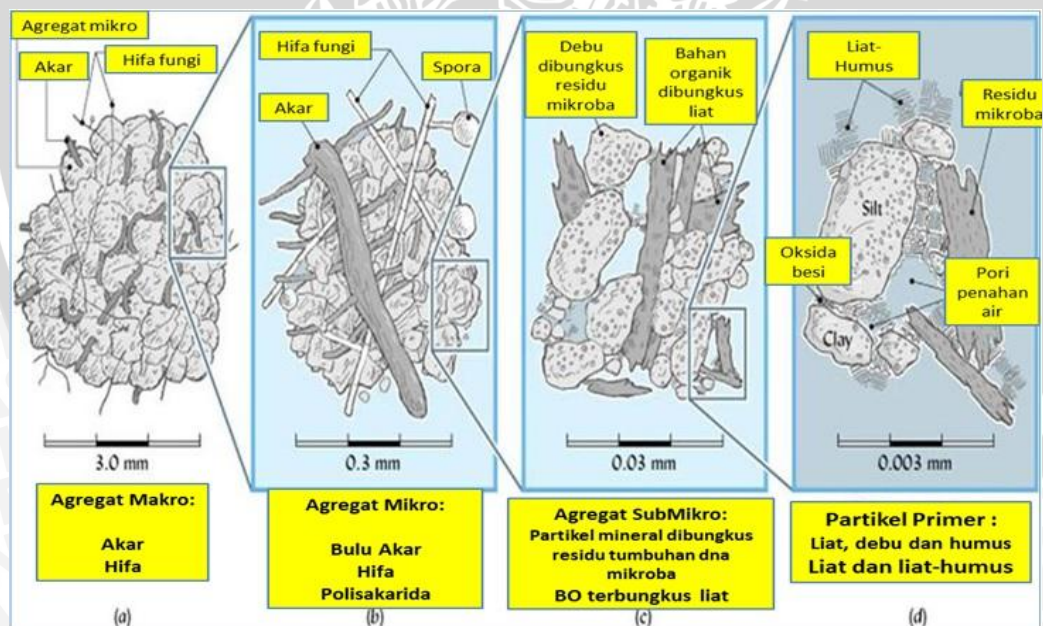 Agregat mikro
Akar
Hifa fungi
Hifa fungi
Akar
Spora
Debu
dibungkus
residu
mikroba
Bahan
organik
dibungkus
liat
Liat-
Humus
Residu
mikroba
Silt
Oksida
besi
Pori
penahan
air
Clay
3.0 mm
0.3 mm
0.03 mm
0.003 mm
Agregat Makro:
Akar
Hifa
Agregat Mikro:
Bulu Akar
Hifa
Polisakarida
Agregat SubMikro:
Partikel mineral dibungkus
residu tumbuhan dna
mikroba
BO terbungkus liat
Partikel Primer :
Liat, debu dan humus
Liat dan liat-humus
(a)
(b)
(c)
(d)